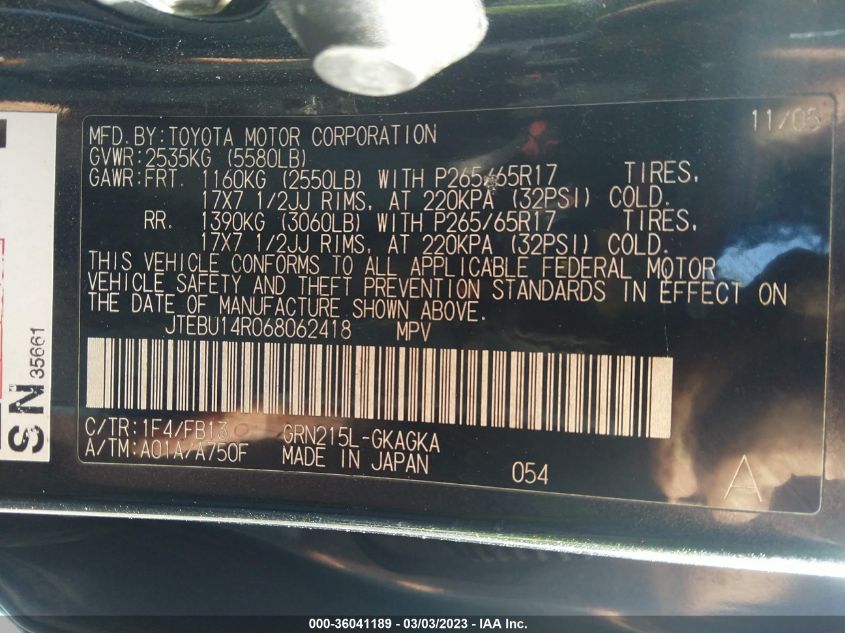 11/05
MFD.BY:TOYOTA MOTOR CORPORATION
GVWR:2535KG (5580LB)
GAWR:FRT. 1160KG (2550LB) WITH P265/65R17 TIRES,
17X7 1/2JJ RIMS, AT 220KPA (32PSI) COLD.
RR. 1390KG (3060LB) WITH P265/65R17 TIRES,
17X7 1/2JJ RIMS, AT 220KPA (32PSI) COLD.
THIS VEHICLE CONFORMS TO ALL APPLICABLE FEDERAL MOTOR
VEHICLE SAFETY AND THEFT PREVENTION STANDARDS IN EFFECT ON
THE DATE OF MANUFACTURE SHOWN ABOVE.
JTEBU14R068062418 MPV
C/TR:1F4/FB13 GRN215L-GKAGKA
A/TM:A01A/A750F MADE IN JAPAN 054 A
SN 35661
000-36041189 - 03/03/2023 - IAA Inc.